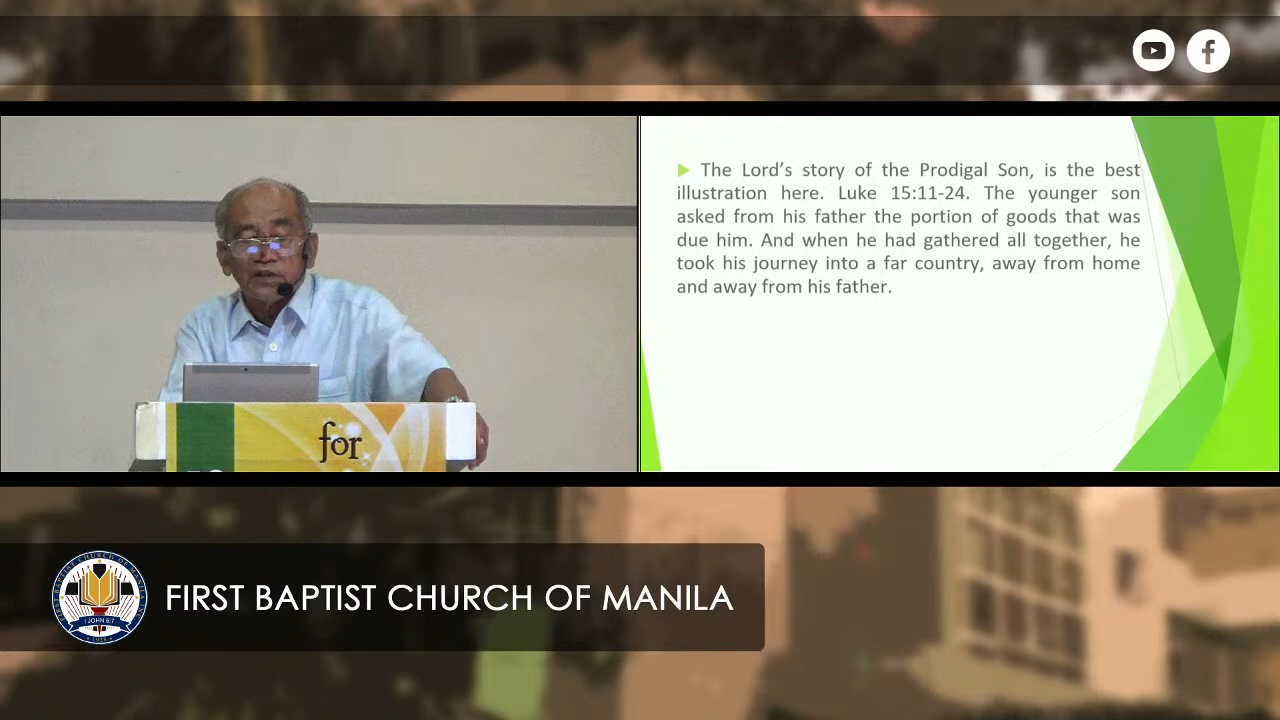 The Lord’s story of the Prodigal Son, is the best
illustration here. Luke 15:11-24. The younger son
asked from his father the portion of goods that was
due him. And when he had gathered all together, he
took his journey into a far country, away from home
and away from his father.
for
I JOHN 5:7
FIRST BAPTIST CHURCH OF MANILA